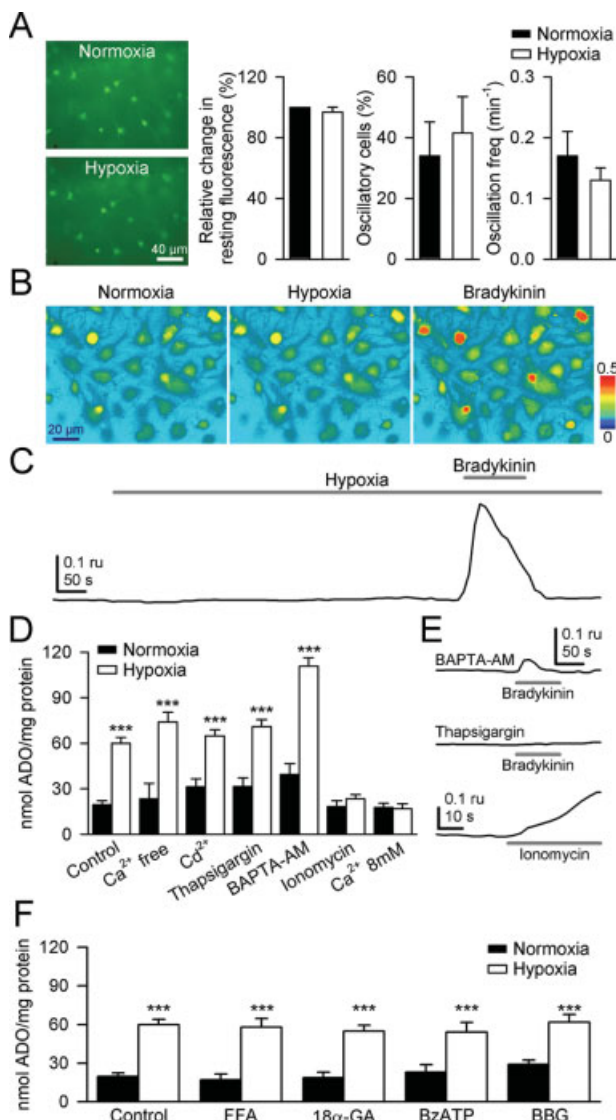 A
Normoxia
Hypoxia
40 µm
Relative change in
resting fluorescence (%)
100
80
60
40
20
0
Oscillatory cells (%)
60
40
20
0
Oscillation freq (min⁻¹)
0.3
0.2
0.1
0.0
Normoxia
Hypoxia
B
Normoxia
Hypoxia
Bradykinin
20 µm
0.5
0
C
Bradykinin
Hypoxia
0.1 ru
50 s
D
nmol ADO/mg protein
120
90
60
30
0
Normoxia
Hypoxia
***
***
***
***
***
Control
Ca²⁺ free
Cd²⁺
Thapsigargin
BAPTA-AM
Ionomycin
Ca²⁺ 8mM
E
0.1 ru
50 s
BAPTA-AM
Bradykinin
Thapsigargin
Bradykinin
0.1 ru
10 s
Ionomycin
F
nmol ADO/mg protein
120
90
60
30
0
Normoxia
Hypoxia
***
***
***
***
***
Control
FFA
18α-GA
BzATP
BBG